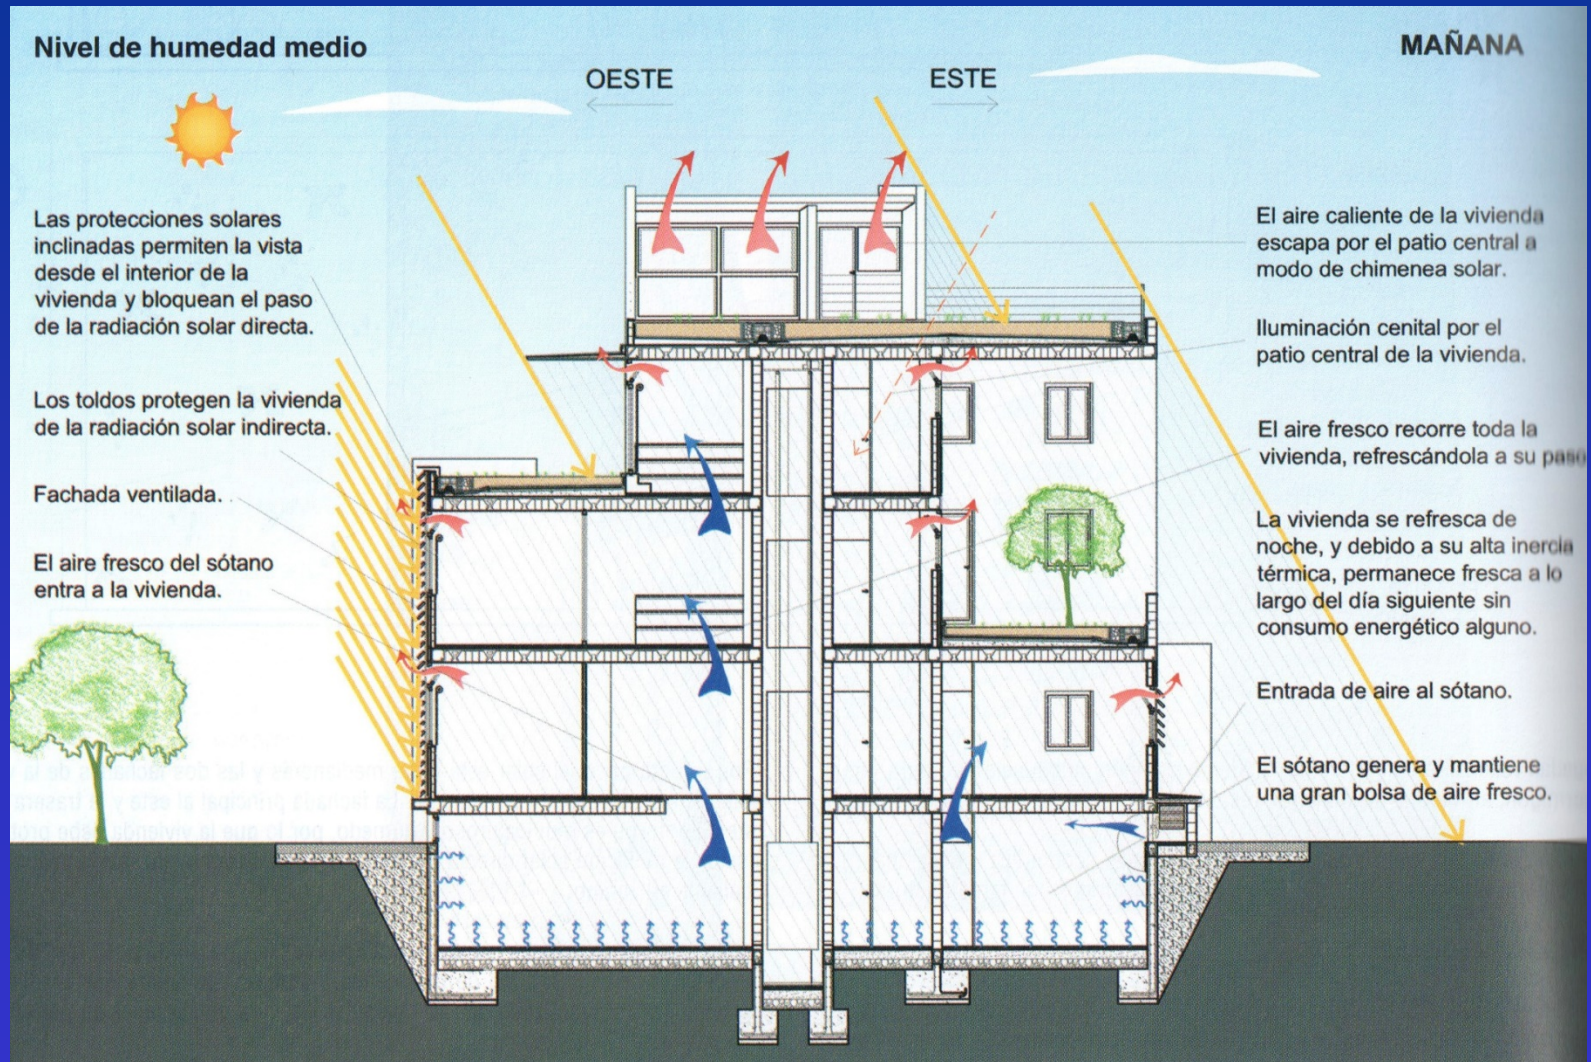 Nivel de humedad medio
MAÑANA
OESTE
ESTE
Las protecciones solares
inclinadas permiten la vista
desde el interior de la
vivienda y bloquean el paso
de la radiación solar directa.
Los toldos protegen la vivienda
de la radiación solar indirecta.
Fachada ventilada.
El aire fresco del sótano
entra a la vivienda.
El aire caliente de la vivienda
escapa por el patio central a
modo de chimenea solar.
Iluminación cenital por el
patio central de la vivienda.
El aire fresco recorre toda la
vivienda, refrescándola a su paso
La vivienda se refresca de
noche, y debido a su alta inercia
térmica, permanece fresca a lo
largo del día siguiente sin
consumo energético alguno.
Entrada de aire al sótano.
El sótano genera y mantiene
una gran bolsa de aire fresco.